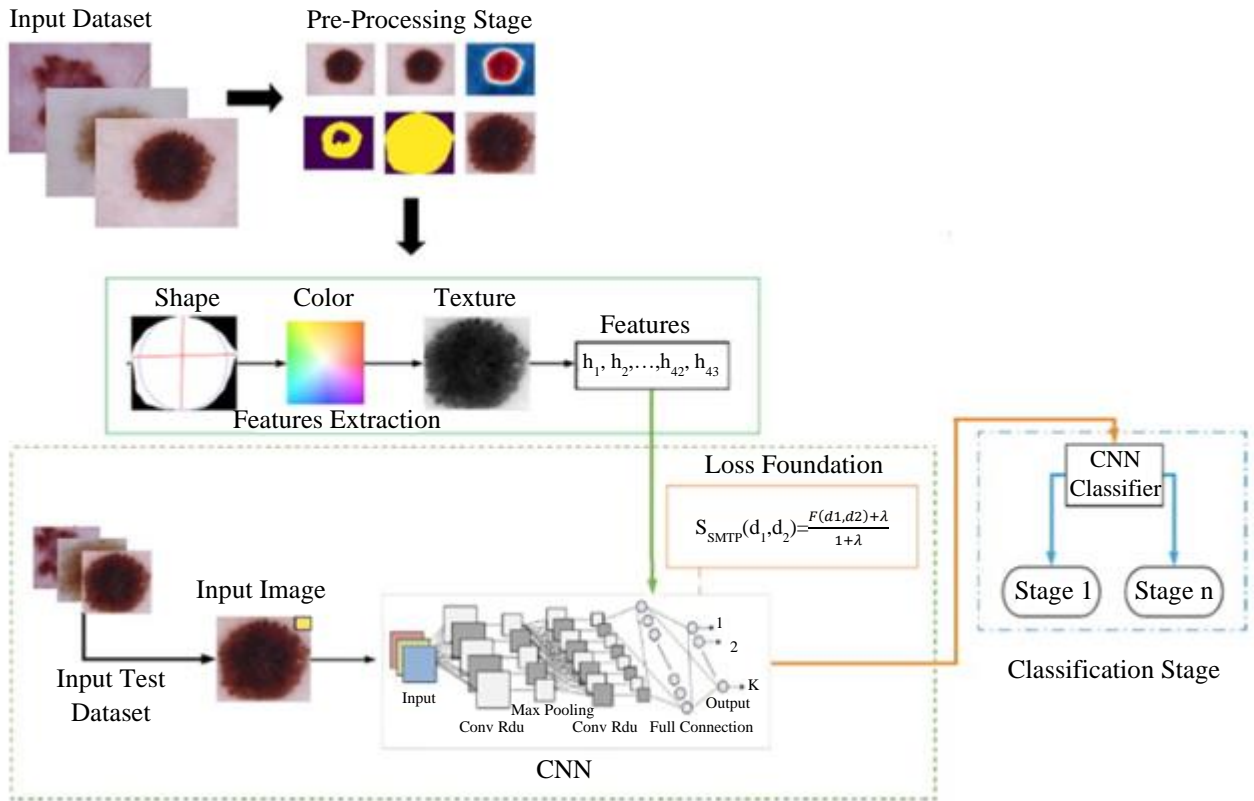 Input Dataset
Pre-Processing Stage
Shape
Color
Texture
Features
h₁, h₂,...,h₄₂, h₄₃
Features Extraction
Loss Foundation
S_SMTP(d₁,d₂)=F(d1,d2)+λ
1+λ
CNN
Classifier
Stage 1
Stage n
Classification Stage
Input Image
Input Test
Dataset
1
2
K
Input
Output
Max Pooling
Conv Rdu
Conv Rdu
Full Connection
CNN